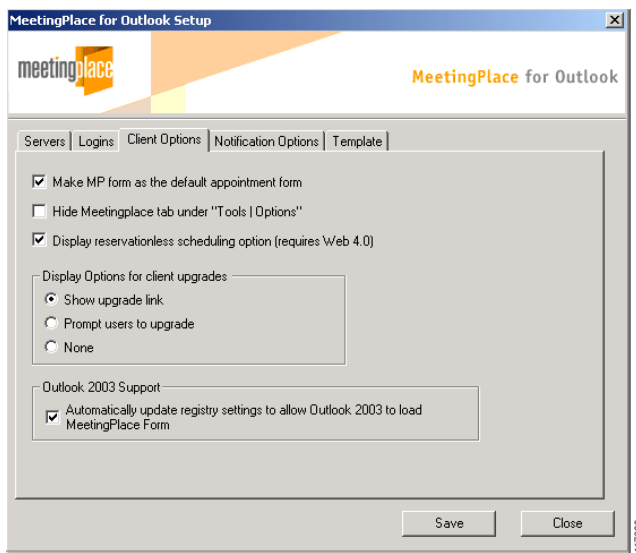 MeetingPlace for Outlook Setup
meetingplace
MeetingPlace for Outlook
Servers
Logins
Client Options
Notification Options
Template
Make MP form as the default appointment form
Hide Meetingplace tab under "Tools | Options"
Display reservationless scheduling option (requires Web 4.0)
Display Options for client upgrades
Show upgrade link
Prompt users to upgrade
None
Outlook 2003 Support
Automatically update registry settings to allow Outlook 2003 to load
MeetingPlace Form
Save
Close